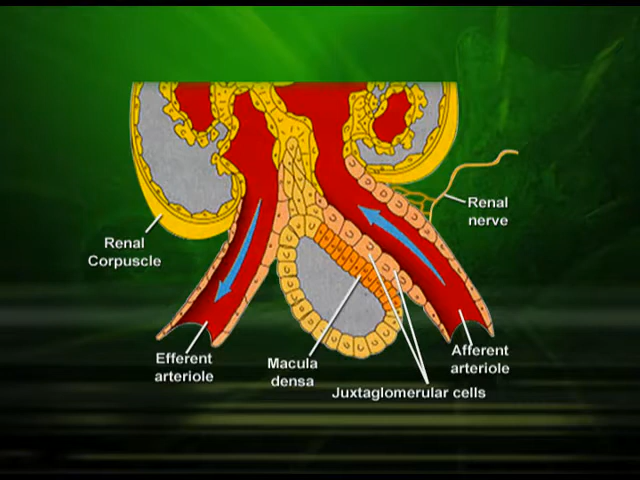 Renal
nerve
Renal
Corpuscle
Efferent
arteriole
Macula
densa
Afferent
arteriole
Juxtaglomerular cells